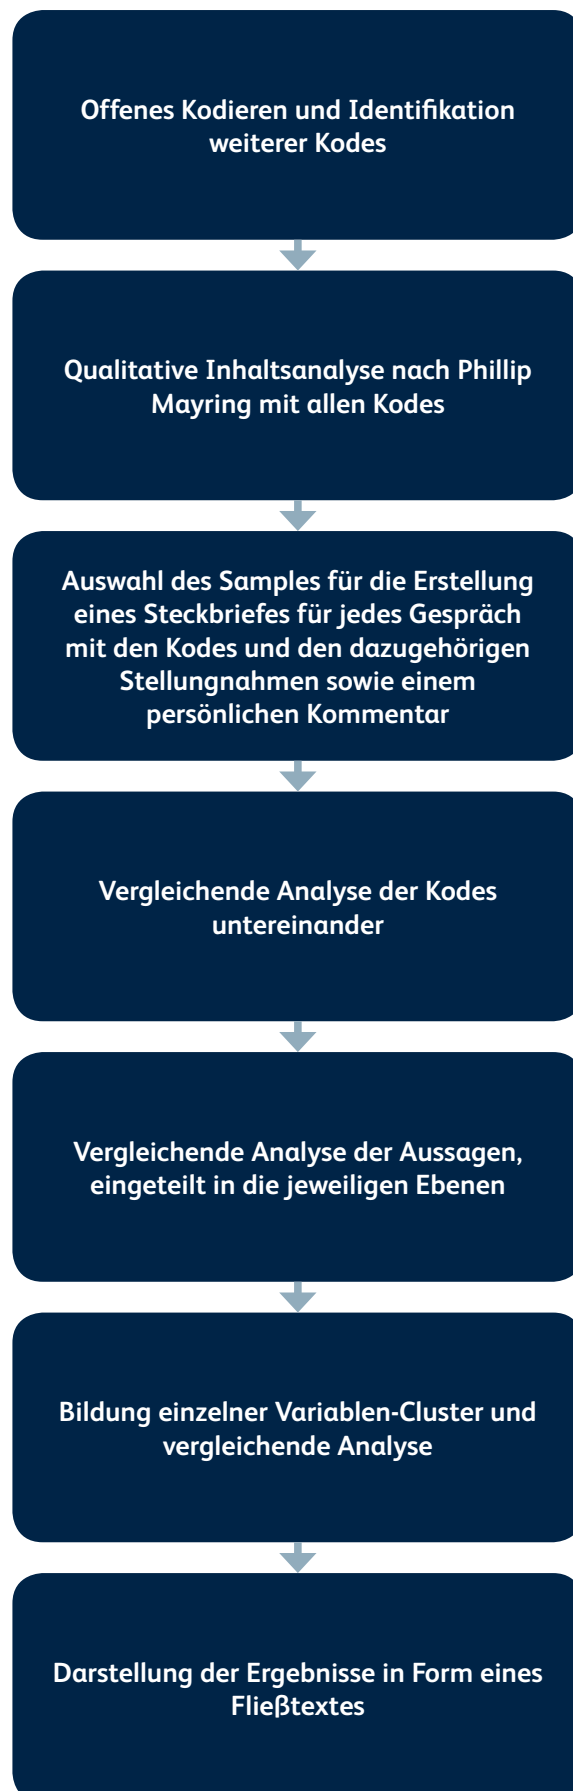 Offenes Kodieren und Identifikation
weiterer Kodes
Qualitative Inhaltsanalyse nach Phillip
Mayring mit allen Kodes
Auswahl des Samples für die Erstellung
eines Steckbriefes für jedes Gespräch
mit den Kodes und den dazugehörigen
Stellungnahmen sowie einem
persönlichen Kommentar
Vergleichende Analyse der Kodes
untereinander
Vergleichende Analyse der Aussagen,
eingeteilt in die jeweiligen Ebenen
Bildung einzelner Variablen-Cluster und
vergleichende Analyse
Darstellung der Ergebnisse in Form eines
Fließtextes